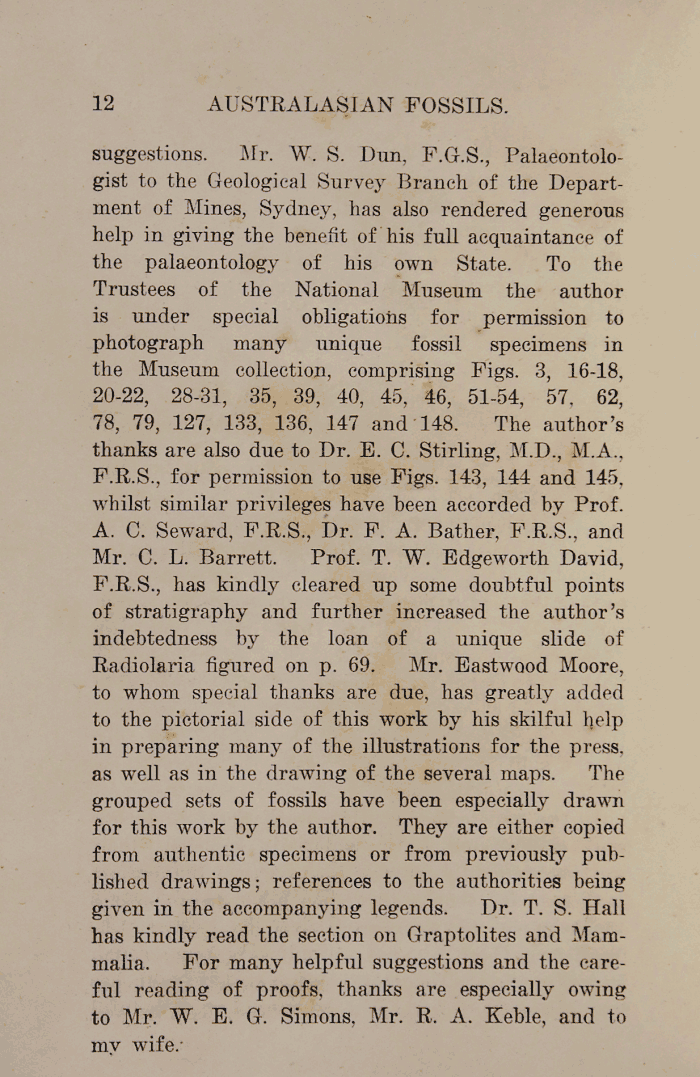 12 AUSTRALASIAN FOSSILS.
suggestions. Mr. W. S. Dun, F.G.S., Palaeontolo-
gist to the Geological Survey Branch of the Depart-
ment of Mines, Sydney, has also rendered generous
help in giving the benefit of his full acquaintance of
the palaeontology of his own State. To the
Trustees of the National Museum the author
is under special obligations for permission to
photograph many unique fossil specimens in
the Museum collection, comprising Figs. 3, 16-18,
20-22, 28-31, 35, 39, 40, 45, 46, 51-54, 57, 62,
78, 79, 127, 133, 136, 147 and 148. The author's
thanks are also due to Dr. E. C. Stirling, M.D., M.A.,
F.R.S., for permission to use Figs. 143, 144 and 145,
whilst similar privileges have been accorded by Prof.
A. C. Seward, F.R.S., Dr. F. A. Bather, F.R.S., and
Mr. C. L. Barrett. Prof. T. W. Edgeworth David,
F.R.S., has kindly cleared up some doubtful points
of stratigraphy and further increased the author's
indebtedness by the loan of a unique slide of
Radiolaria figured on p. 69. Mr. Eastwood Moore,
to whom special thanks are due, has greatly added
to the pictorial side of this work by his skilful help
in preparing many of the illustrations for the press,
as well as in the drawing of the several maps. The
grouped sets of fossils have been especially drawn
for this work by the author. They are either copied
from authentic specimens or from previously pub-
lished drawings; references to the authorities being
given in the accompanying legends. Dr. T. S. Hall
has kindly read the section on Graptolites and Mam-
malia. For many helpful suggestions and the care-
ful reading of proofs, thanks are especially owing
to Mr. W. E. G. Simons, Mr. R. A. Keble, and to
my wife.